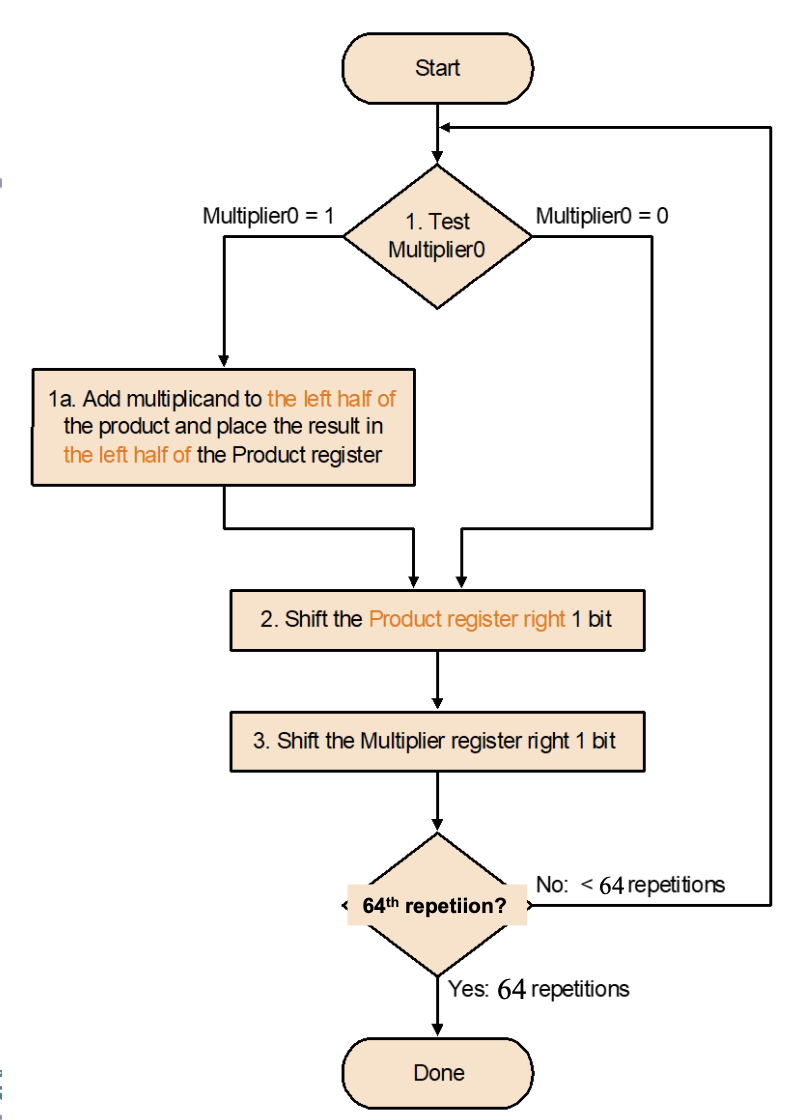 Start
Multiplier0 = 1
1. Test
Multiplier0
Multiplier0 = 0
1a. Add multiplicand to the left half of
the product and place the result in
the left half of the Product register
2. Shift the Product register right 1 bit
3. Shift the Multiplier register right 1 bit
64th repetiion?
No: < 64 repetitions
Yes: 64 repetitions
Done